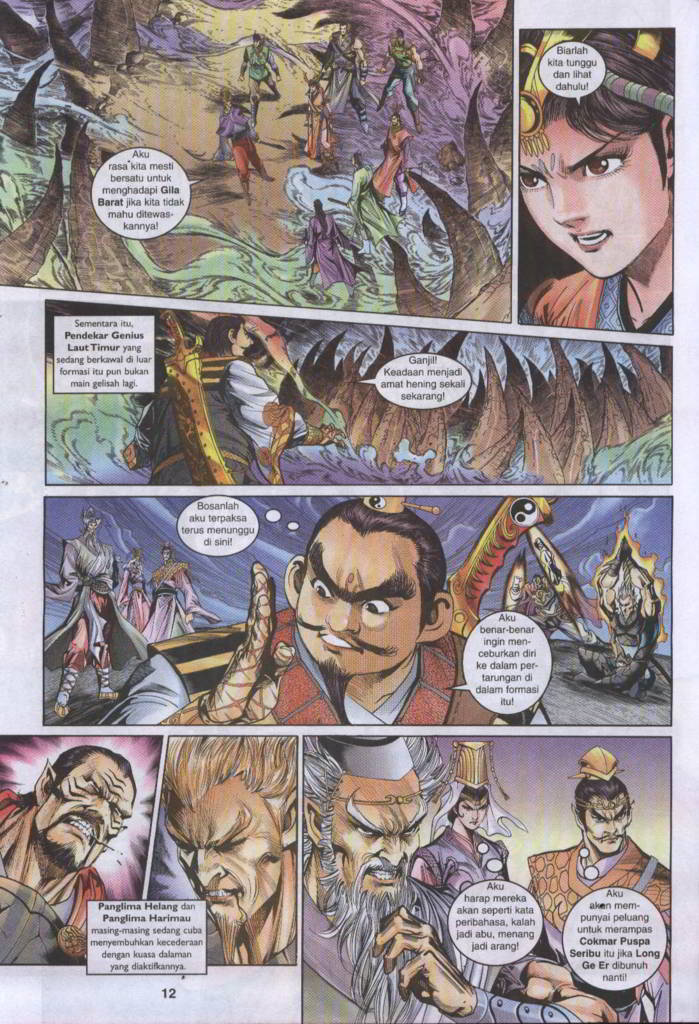 Aku
rasa kita mesti
bersatu untuk
menghadapi Gila
Barat jika kita tidak
mahu ditewas-
kannya!
Biarlah
kita tunggu
dan lihat
dahulu!
Sementara itu,
Pendekar Genius
Laut Timur yang
sedang berkawal di luar
formasi itu pun bukan
main gelisah lagi.
Ganjil!
Keadaan menjadi
amat hening sekali
sekarang!
Bosanlah
aku terpaksa
terus menunggu
di sini!
Aku
benar-benar
ingin men-
ceburkan diri
ke dalam per-
tarungan di
dalam formasi
itu!
Panglima Helang dan
Panglima Harimau
masing-masing sedang cuba
menyembuhkan kecederaan
dengan kuasa dalaman
yang diaktifkannya.
Aku
harap mereka
akan seperti kata
peribahasa, kalah
jadi abu, menang
jadi arang!
Aku
akan mem-
punyai peluang
untuk merampas
Cokmar Puspa
Seribu itu jika Long
Ge Er dibunuh
nanti!
12